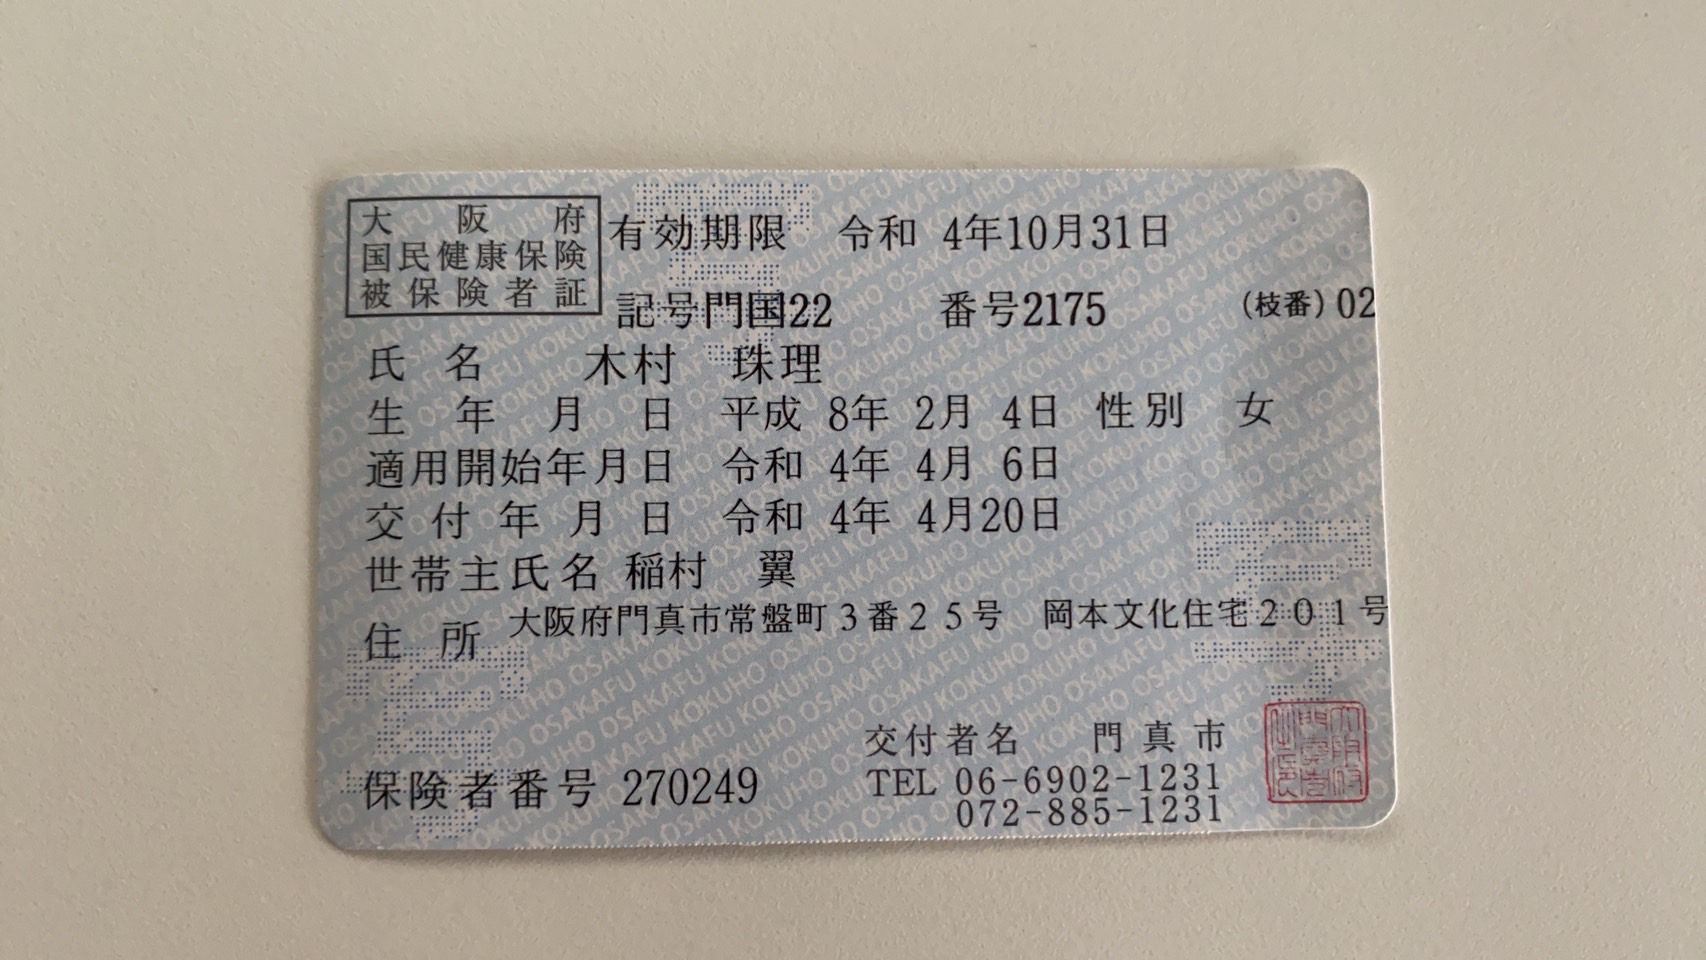 大阪府
国民健康保険
被保険者証
有効期限　令和 4年10月31日
記号門国22　番号2175　(枝番)02
氏名　木村　珠理
生年月日　平成 8年 2月 4日　性別　女
適用開始年月日　令和 4年 4月 6日
交付年月日　令和 4年 4月20日
世帯主氏名 稲村　翼
住所　大阪府門真市常盤町３番２５号　岡本文化住宅２０１号
交付者名　門真市
保険者番号 270249　TEL 06-6902-1231
072-885-1231